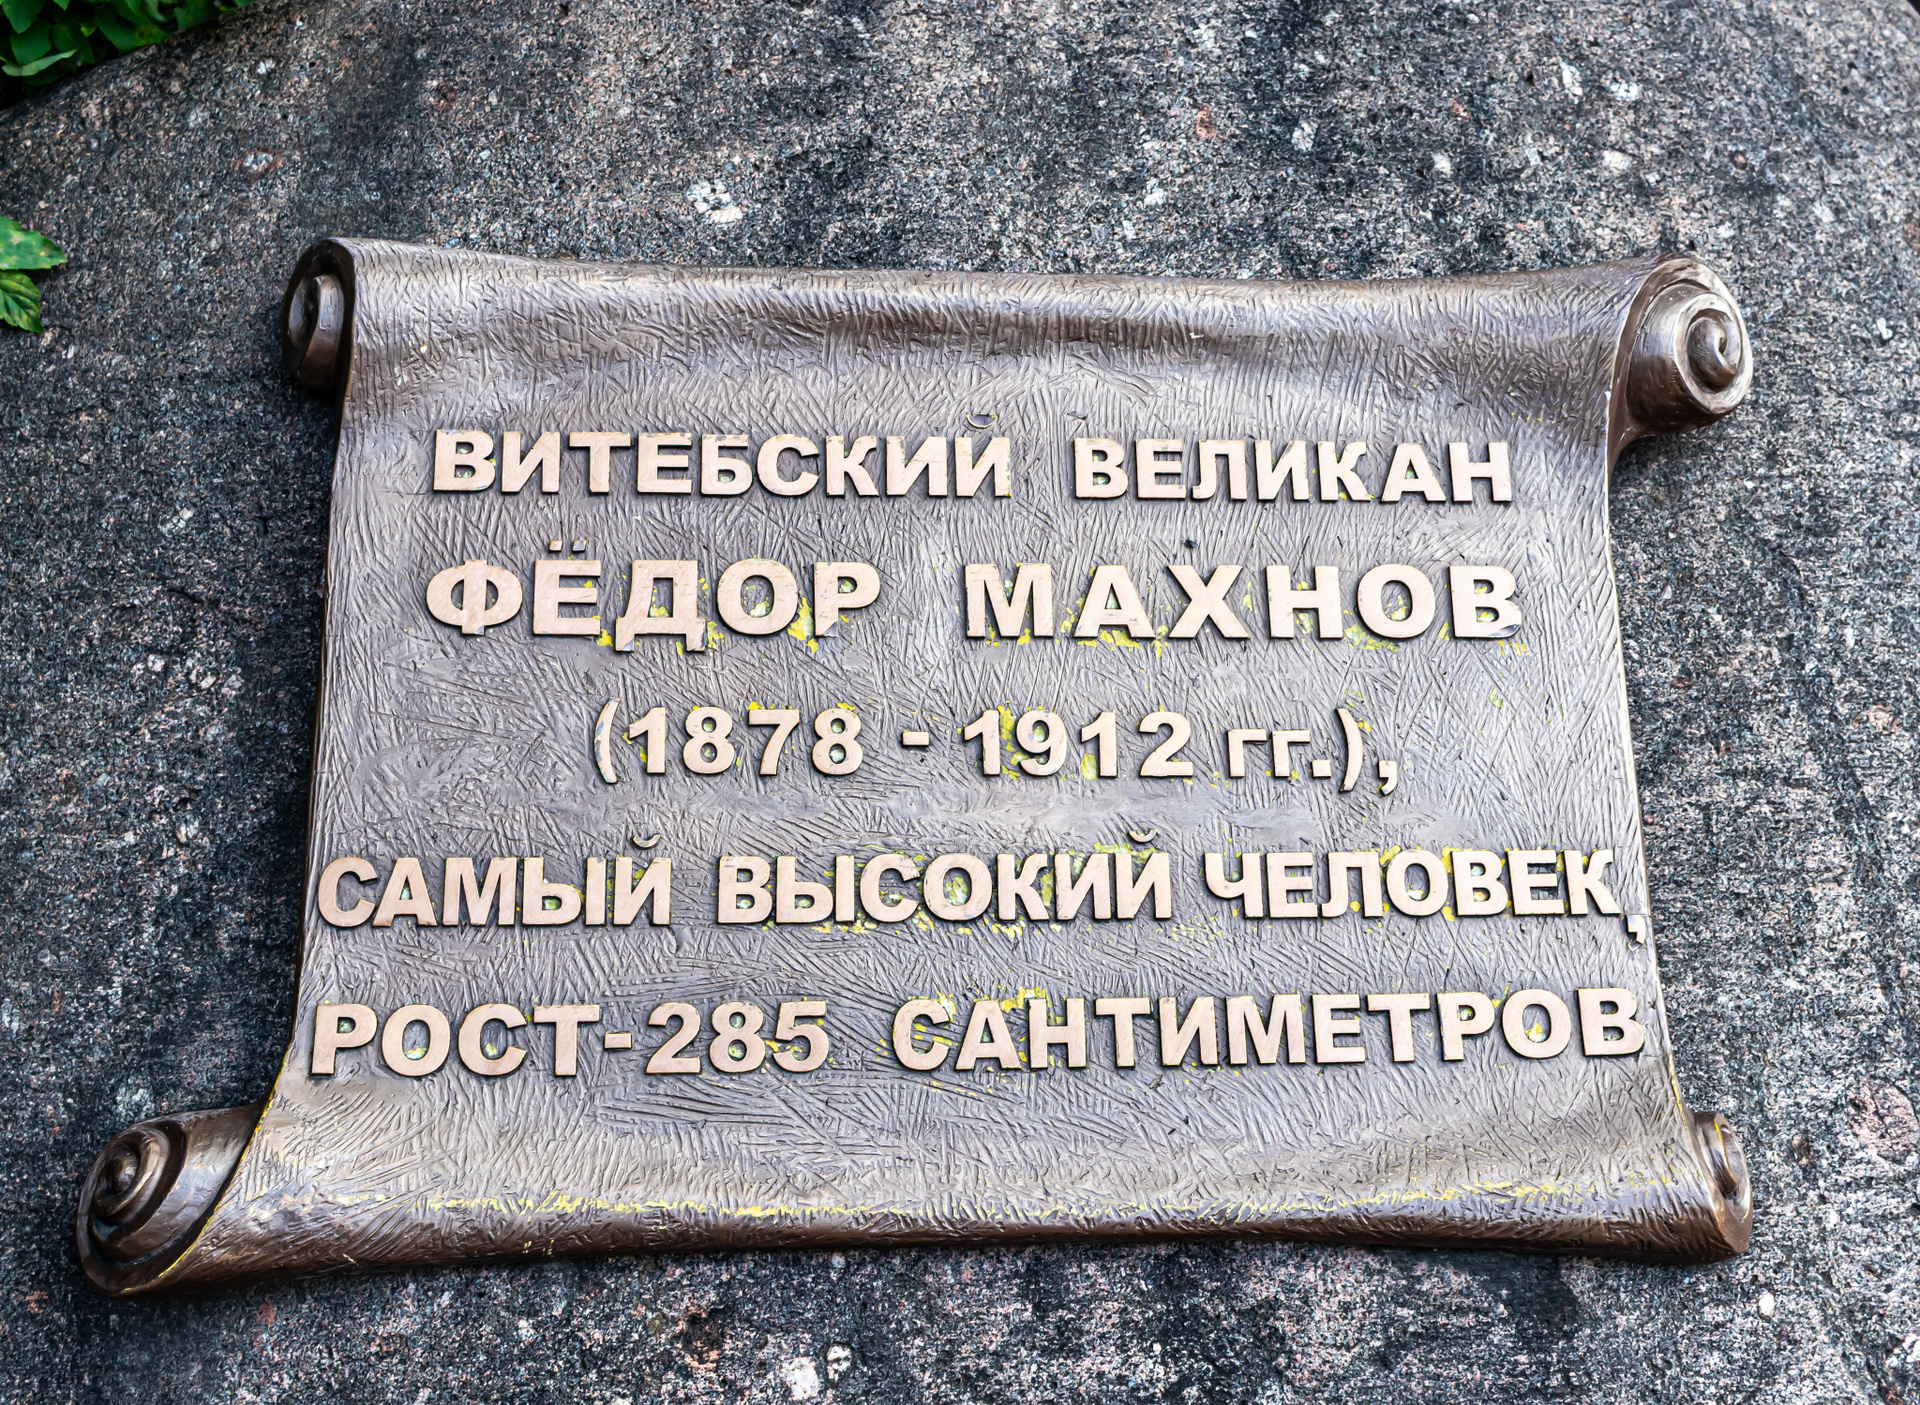 ВИТЕБСКИЙ ВЕЛИКАН
ФЁДОР МАХНОВ
(1878 - 1912 гг.),
САМЫЙ ВЫСОКИЙ ЧЕЛОВЕК,
РОСТ-285 САНТИМЕТРОВ